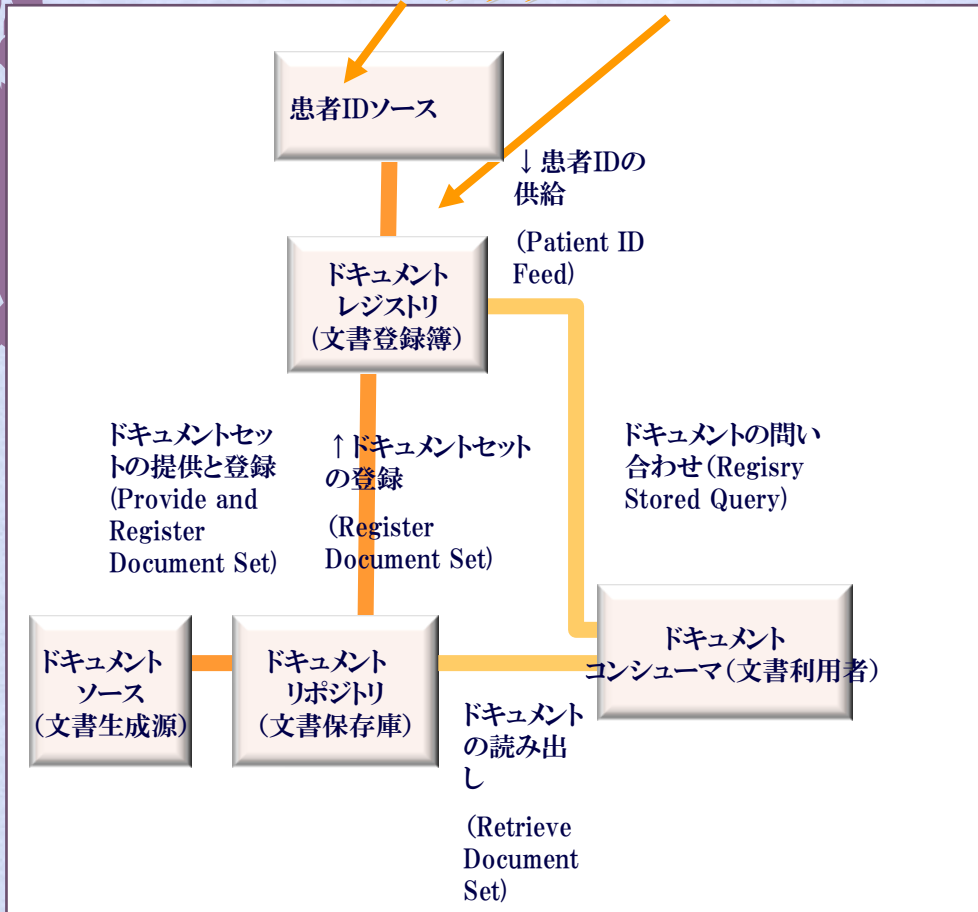 患者IDソース
↓患者IDの
供給
(Patient ID
Feed)
ドキュメント
レジストリ
(文書登録簿)
ドキュメントセッ
トの提供と登録
(Provide and
Register
Document Set)
↑ドキュメントセット
の登録
(Register
Document Set)
ドキュメントの問い
合わせ(Regisry
Stored Query)
ドキュメント
ソース
(文書生成源)
ドキュメント
リポジトリ
(文書保存庫)
ドキュメント
コンシューマ(文書利用者)
ドキュメント
の読み出
し
(Retrieve
Document
Set)